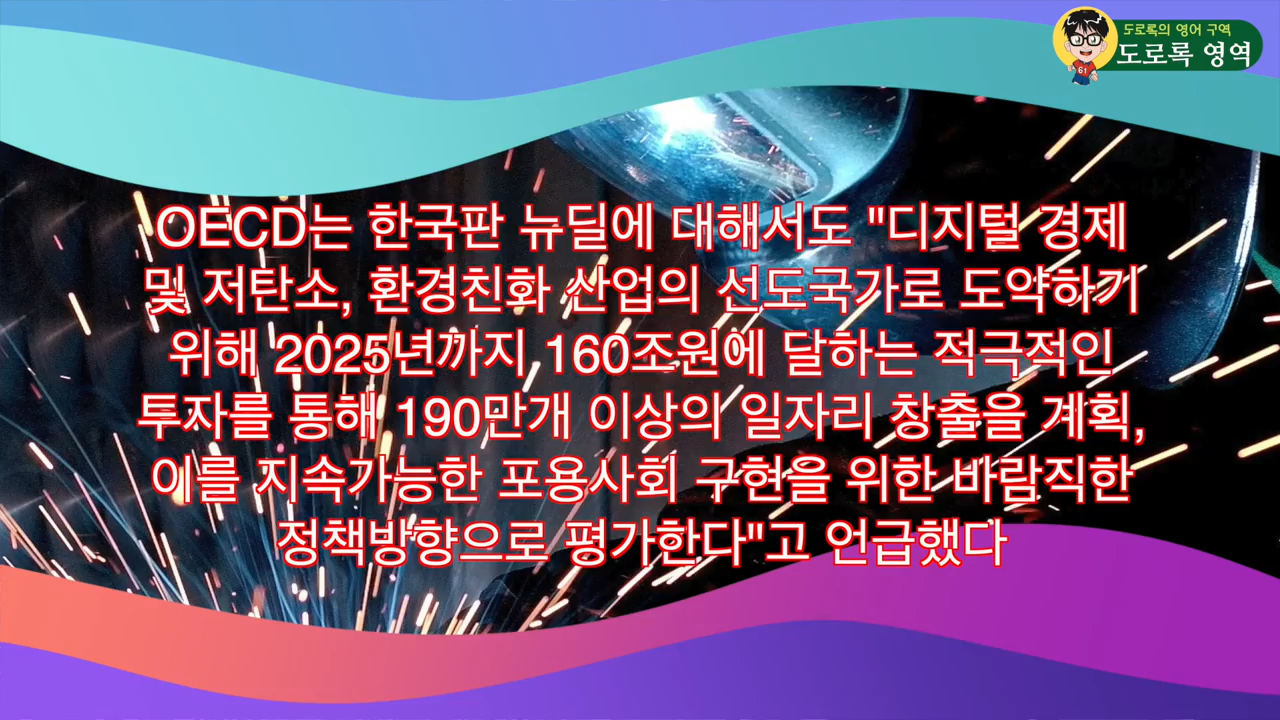 도로록의 영어 구역
도로록 영역
61
OECD는 한국판 뉴딜에 대해서도 "디지털 경제
및 저탄소, 환경친화 산업의 선도국가로 도약하기
위해 2025년까지 160조원에 달하는 적극적인
투자를 통해 190만개 이상의 일자리 창출을 계획,
이를 지속가능한 포용사회 구현을 위한 바람직한
정책방향으로 평가한다"고 언급했다